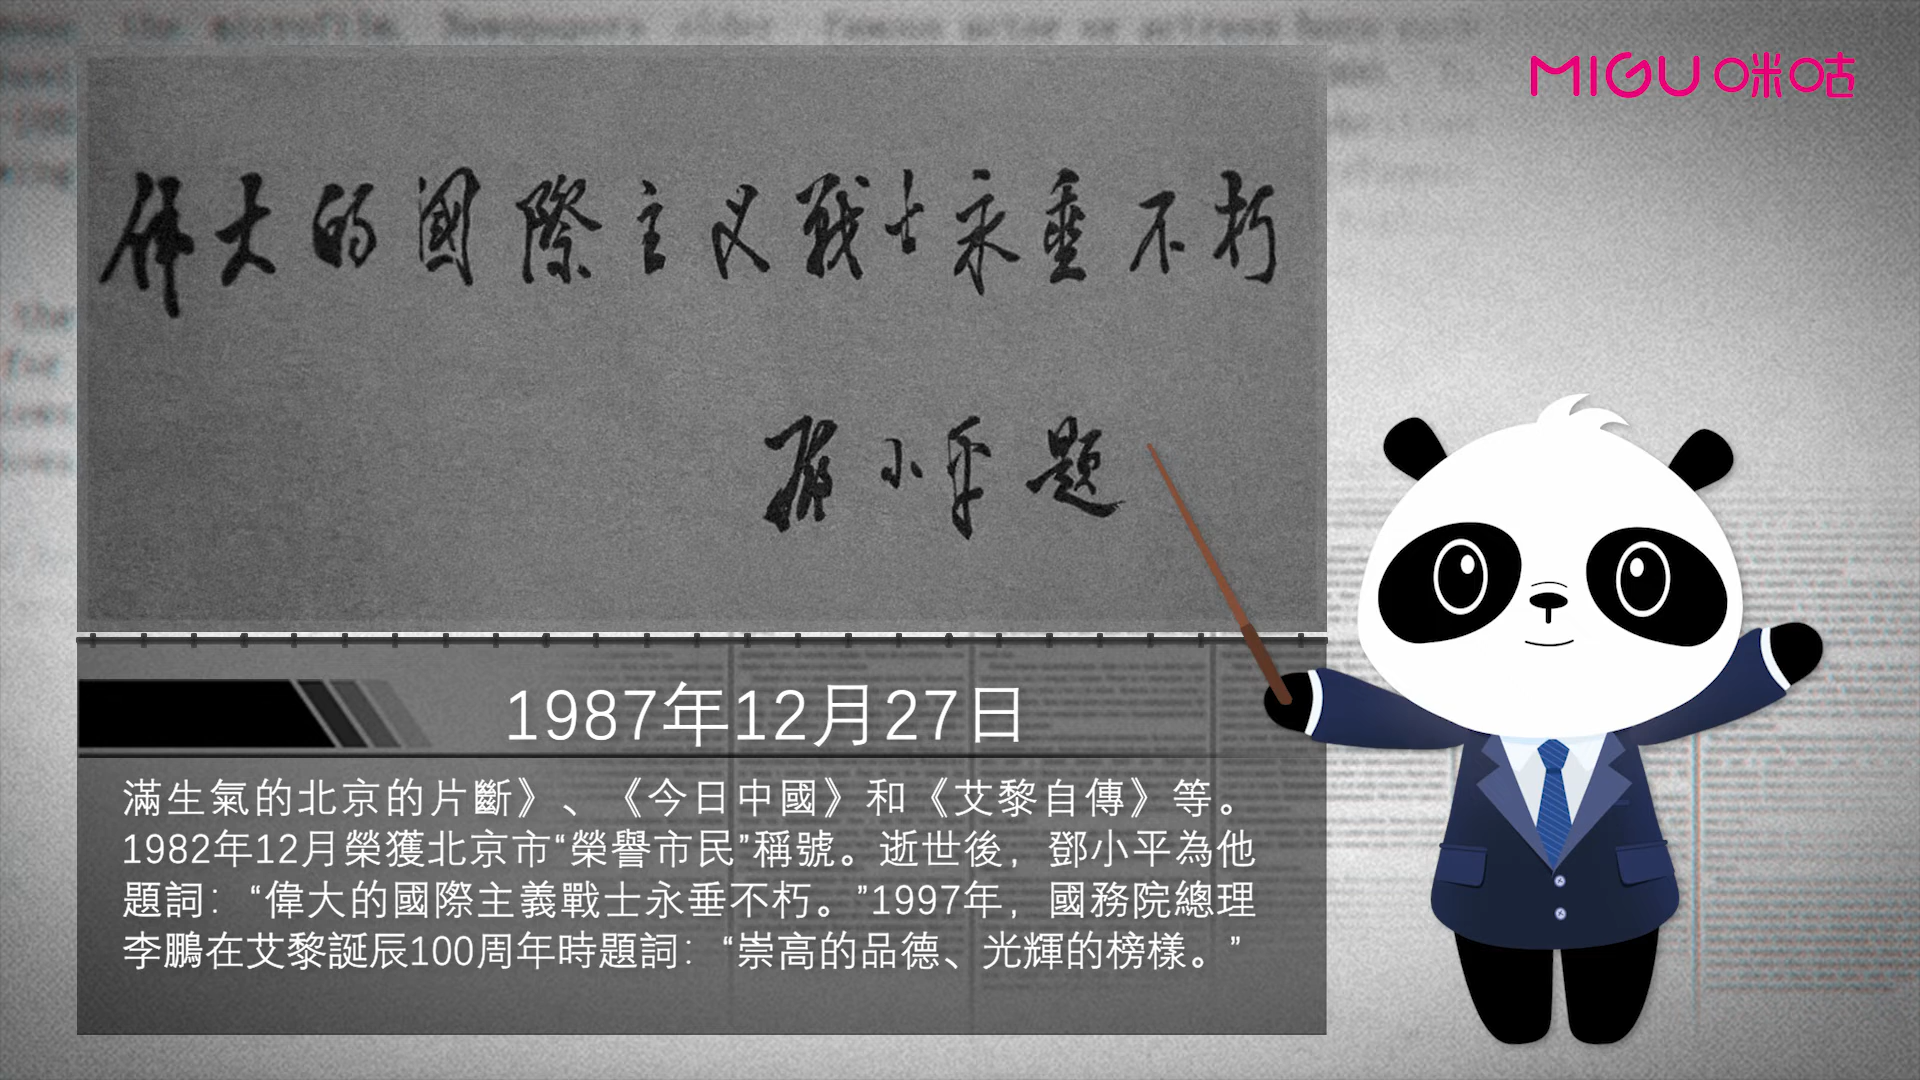 MIGU咪咕
偉大的國際主义戰士永垂不朽
鄧小平題
1987年12月27日
滿生氣的北京的片斷》、《今日中國》和《艾黎自傳》等。
1982年12月榮獲北京市“榮譽市民”稱號。逝世後，鄧小平為他
題詞：“偉大的國際主義戰士永垂不朽。”1997年，國務院總理
李鵬在艾黎誕辰100周年時題詞：“崇高的品德、光輝的榜樣。”